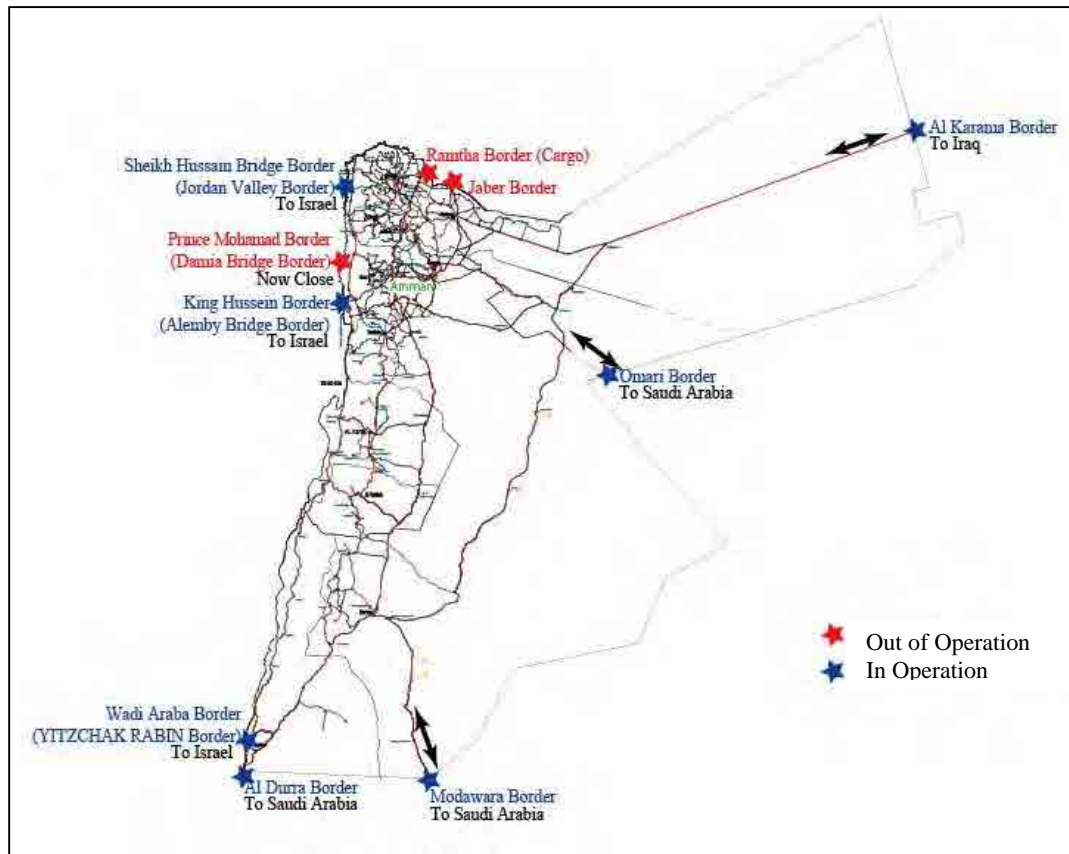 Al Karama Border
To Iraq
Ramtha Border (Cargo)
Jaber Border
Sheikh Hussain Bridge Border
(Jordan Valley Border)
To Israel
Prince Mohamad Border
(Damia Bridge Border)
Now Close
Amman
King Hussein Border
(Alemby Bridge Border)
To Israel
Omari Border
To Saudi Arabia
Out of Operation
In Operation
Wadi Araba Border
(YITZCHAK RABIN Border)
To Israel
Al Durra Border
To Saudi Arabia
Modawara Border
To Saudi Arabia